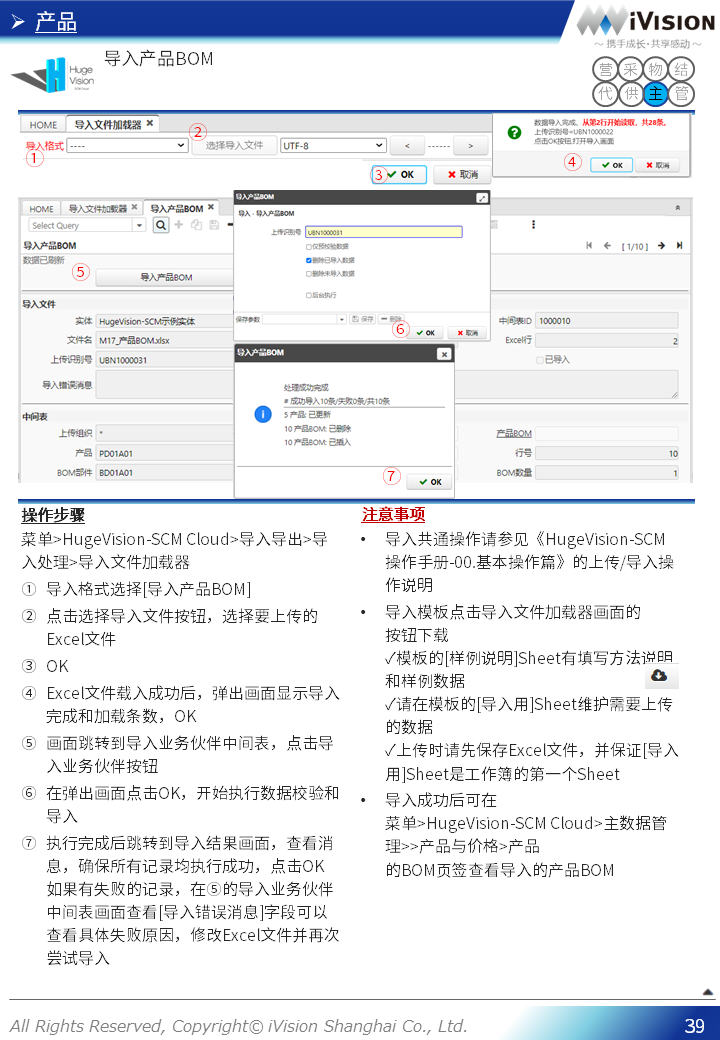 ➢ 产品
iVision
～ 携手成长·共享感动 ～
Huge
Vision
导入产品BOM
营 采 物 结
代 供 主 管
HOME 导入文件加载器 ×
导入格式 ---- ② 选择导入文件 UTF-8 < ------ >
①
③ OK 取消
数据导入完成。从第2行开始读取，共28条。
上传识别号=UBN1000022
点击OK按钮,打开导入画面
④ OK 取消
HOME 导入文件加载器 × 导入产品BOM ×
Select Query
[ 1/10 ]
导入产品BOM
数据已刷新
⑤ 导入产品BOM
导入文件
实体 HugeVision-SCM示例实体
中间表ID 1000010
文件名 M17_产品BOM.xlsx
Excel行 2
上传识别号 UBN1000031
已导入
导入错误消息
中间表
上传组织 *
产品BOM
产品 PD01A01
行号 10
BOM部件 BD01A01
BOM数量 1
导入产品BOM
导入 - 导入产品BOM
上传识别号 UBN1000031
仅预校验数据
删除已导入数据
删除未导入数据
后台执行
保存参数 保存 删除
⑥ OK 取消
导入产品BOM
处理成功完成
# 成功导入10条/失败0条/共10条
5 产品: 已更新
10 产品BOM: 已删除
10 产品BOM: 已插入
⑦ OK
操作步骤
菜单>HugeVision-SCM Cloud>导入导出>导
入处理>导入文件加载器
① 导入格式选择[导入产品BOM]
② 点击选择导入文件按钮，选择要上传的
Excel文件
③ OK
④ Excel文件载入成功后，弹出画面显示导入
完成和加载条数，OK
⑤ 画面跳转到导入业务伙伴中间表，点击导
入业务伙伴按钮
⑥ 在弹出画面点击OK，开始执行数据校验和
导入
⑦ 执行完成后跳转到导入结果画面，查看消
息，确保所有记录均执行成功，点击OK
如果有失败的记录，在⑤的导入业务伙伴
中间表画面查看[导入错误消息]字段可以
查看具体失败原因，修改Excel文件并再次
尝试导入
注意事项
• 导入共通操作请参见《HugeVision-SCM
操作手册-00.基本操作篇》的上传/导入操
作说明
• 导入模板点击导入文件加载器画面的
按钮下载
✓模板的[样例说明]Sheet有填写方法说明
和样例数据
✓请在模板的[导入用]Sheet维护需要上传
的数据
✓上传时请先保存Excel文件，并保证[导入
用]Sheet是工作簿的第一个Sheet
• 导入成功后可在
菜单>HugeVision-SCM Cloud>主数据管
理>>产品与价格>产品
的BOM页签查看导入的产品BOM
All Rights Reserved, Copyright© iVision Shanghai Co., Ltd.
39